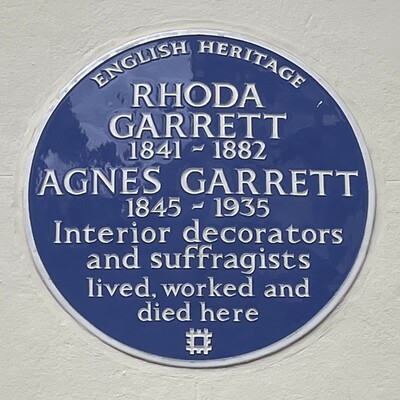 ENGLISH HERITAGE
RHODA
GARRETT
1841 ~ 1882
AGNES GARRETT
1845 ~ 1935
Interior decorators
and suffragists
lived, worked and
died here